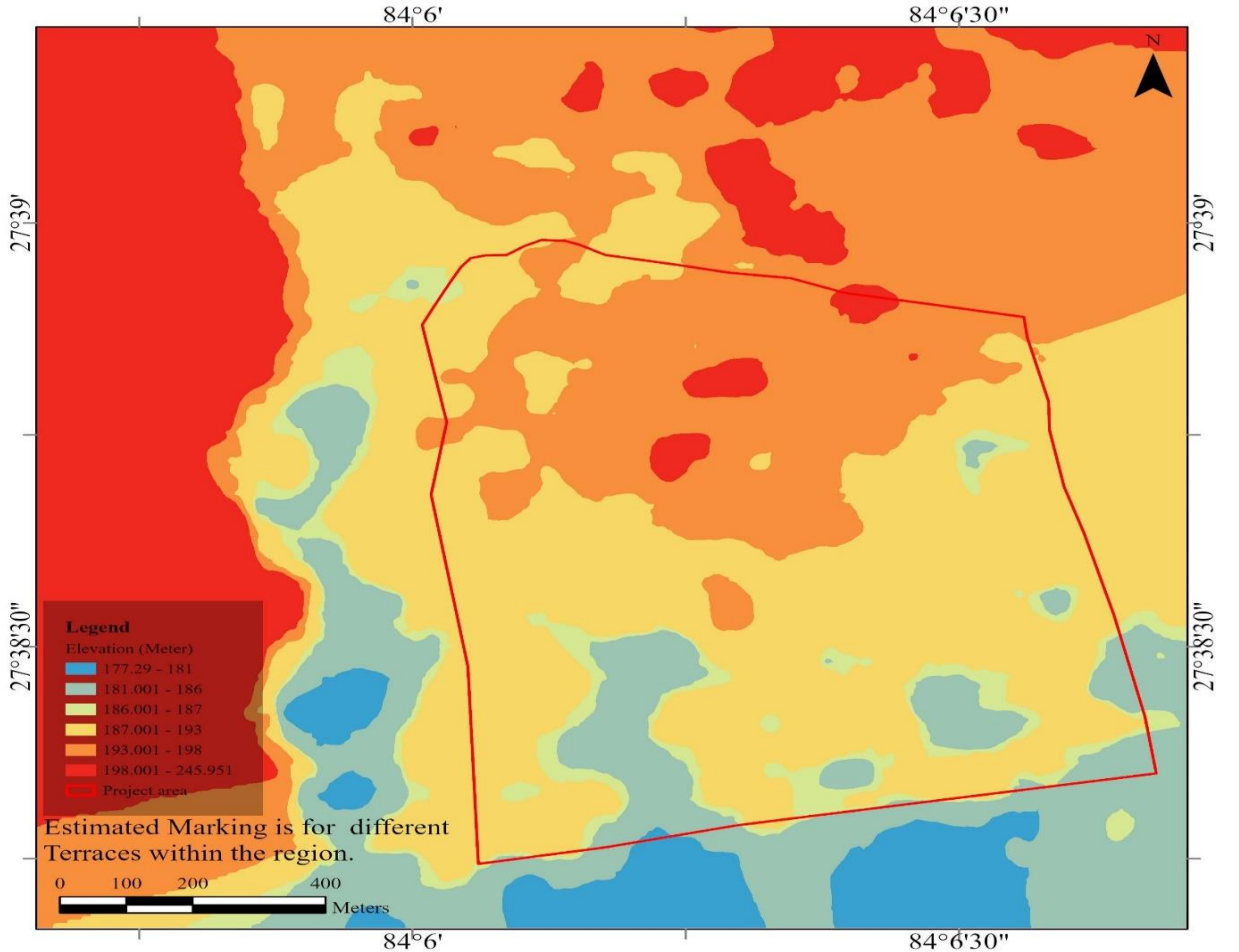 84°6'
84°6'30"
N
27°39'
27°39'
27°38'30"
27°38'30"
Legend
Elevation (Meter)
177.29 - 181
181.001 - 186
186.001 - 187
187.001 - 193
193.001 - 198
198.001 - 245.951
Project area
Estimated Marking is for different
Terraces within the region.
0 100 200 400
Meters
84°6'
84°6'30"